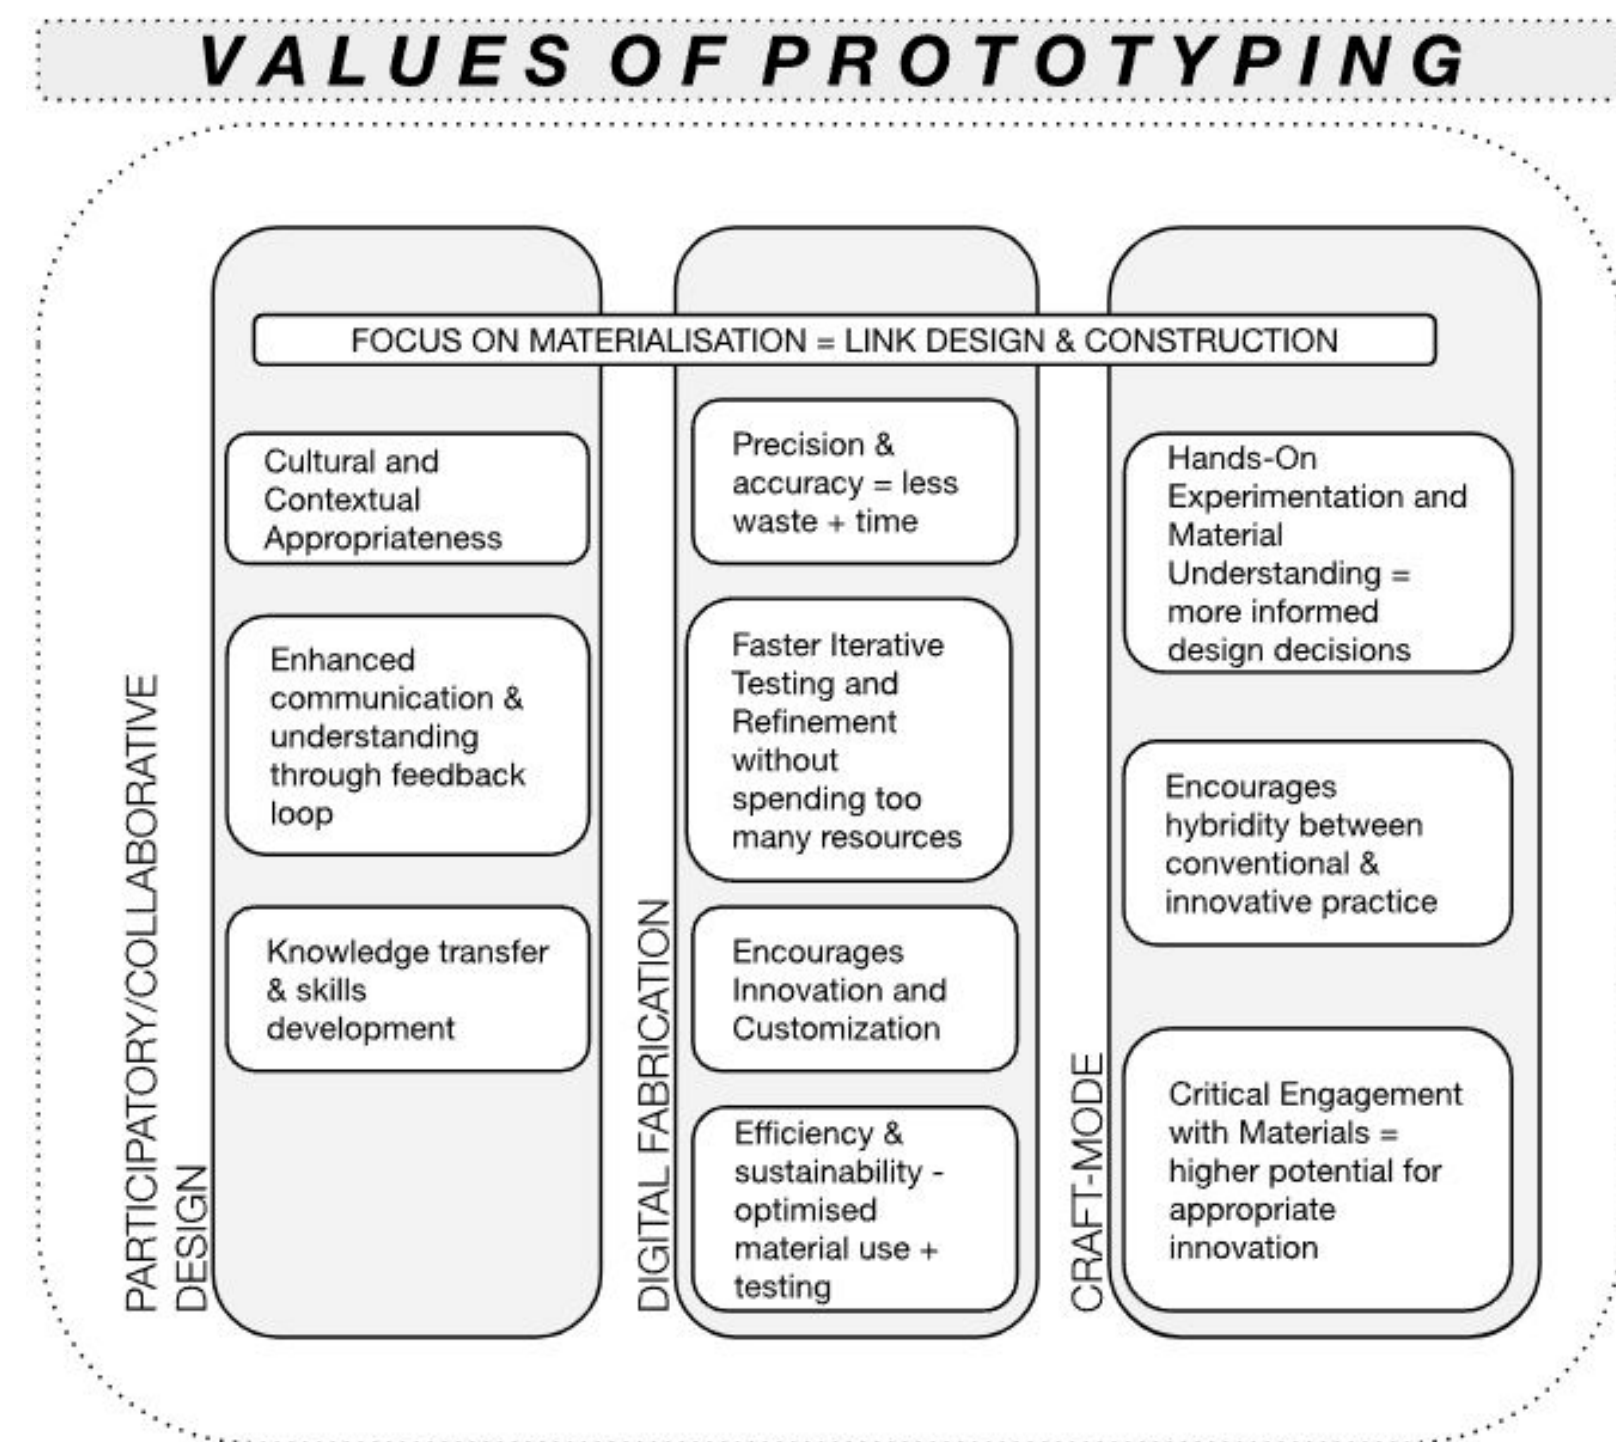 VALUES OF PROTOTYPING
FOCUS ON MATERIALISATION = LINK DESIGN & CONSTRUCTION
PARTICIPATORY/COLLABORATIVE
DESIGN
Cultural and
Contextual
Appropriateness
Enhanced
communication &
understanding
through feedback
loop
Knowledge transfer
& skills
development
DIGITAL FABRICATION
Precision &
accuracy = less
waste + time
Faster Iterative
Testing and
Refinement
without
spending too
many resources
Encourages
Innovation and
Customization
Efficiency &
sustainability -
optimised
material use +
testing
CRAFT-MODE
Hands-On
Experimentation and
Material
Understanding =
more informed
design decisions
Encourages
hybridity between
conventional &
innovative practice
Critical Engagement
with Materials =
higher potential for
appropriate
innovation